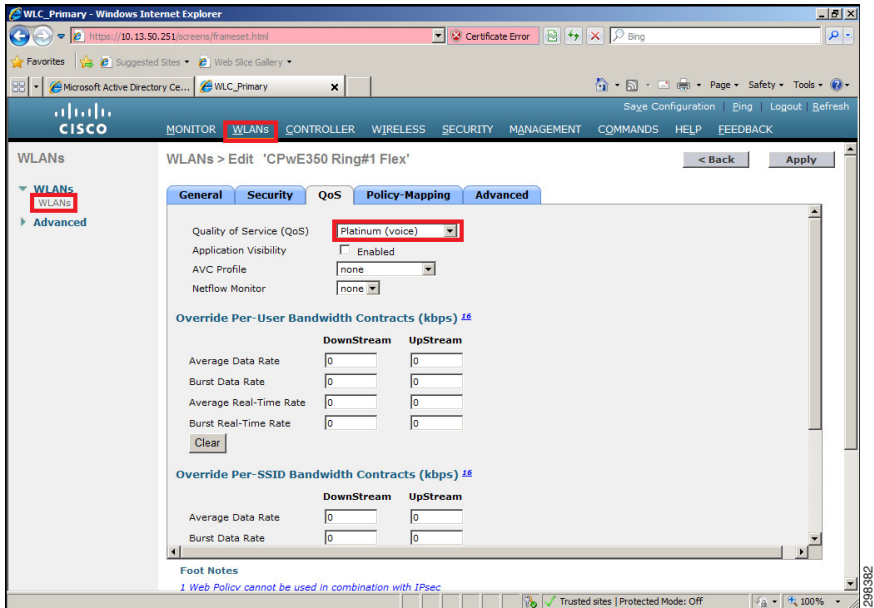 WLC_Primary - Windows Internet Explorer
https://10.13.50.251/screens/frameset.html
Certificate Error
Bing
Favorites
Suggested Sites
Web Slice Gallery
Microsoft Active Directory Ce...
WLC_Primary
Page
Safety
Tools
Save Configuration | Ping | Logout | Refresh
CISCO
MONITOR WLANs CONTROLLER WIRELESS SECURITY MANAGEMENT COMMANDS HELP FEEDBACK
WLANs
WLANs
WLANs
Advanced
WLANs > Edit 'CPwE350 Ring#1 Flex'
< Back
Apply
General
Security
QoS
Policy-Mapping
Advanced
Quality of Service (QoS) Platinum (voice)
Application Visibility Enabled
AVC Profile none
Netflow Monitor none
Override Per-User Bandwidth Contracts (kbps) 16
DownStream UpStream
Average Data Rate 0 0
Burst Data Rate 0 0
Average Real-Time Rate 0 0
Burst Real-Time Rate 0 0
Clear
Override Per-SSID Bandwidth Contracts (kbps) 16
DownStream UpStream
Average Data Rate 0 0
Burst Data Rate 0 0
Foot Notes
1 Web Policy cannot be used in combination with IPsec
Trusted sites | Protected Mode: Off
100%
298382